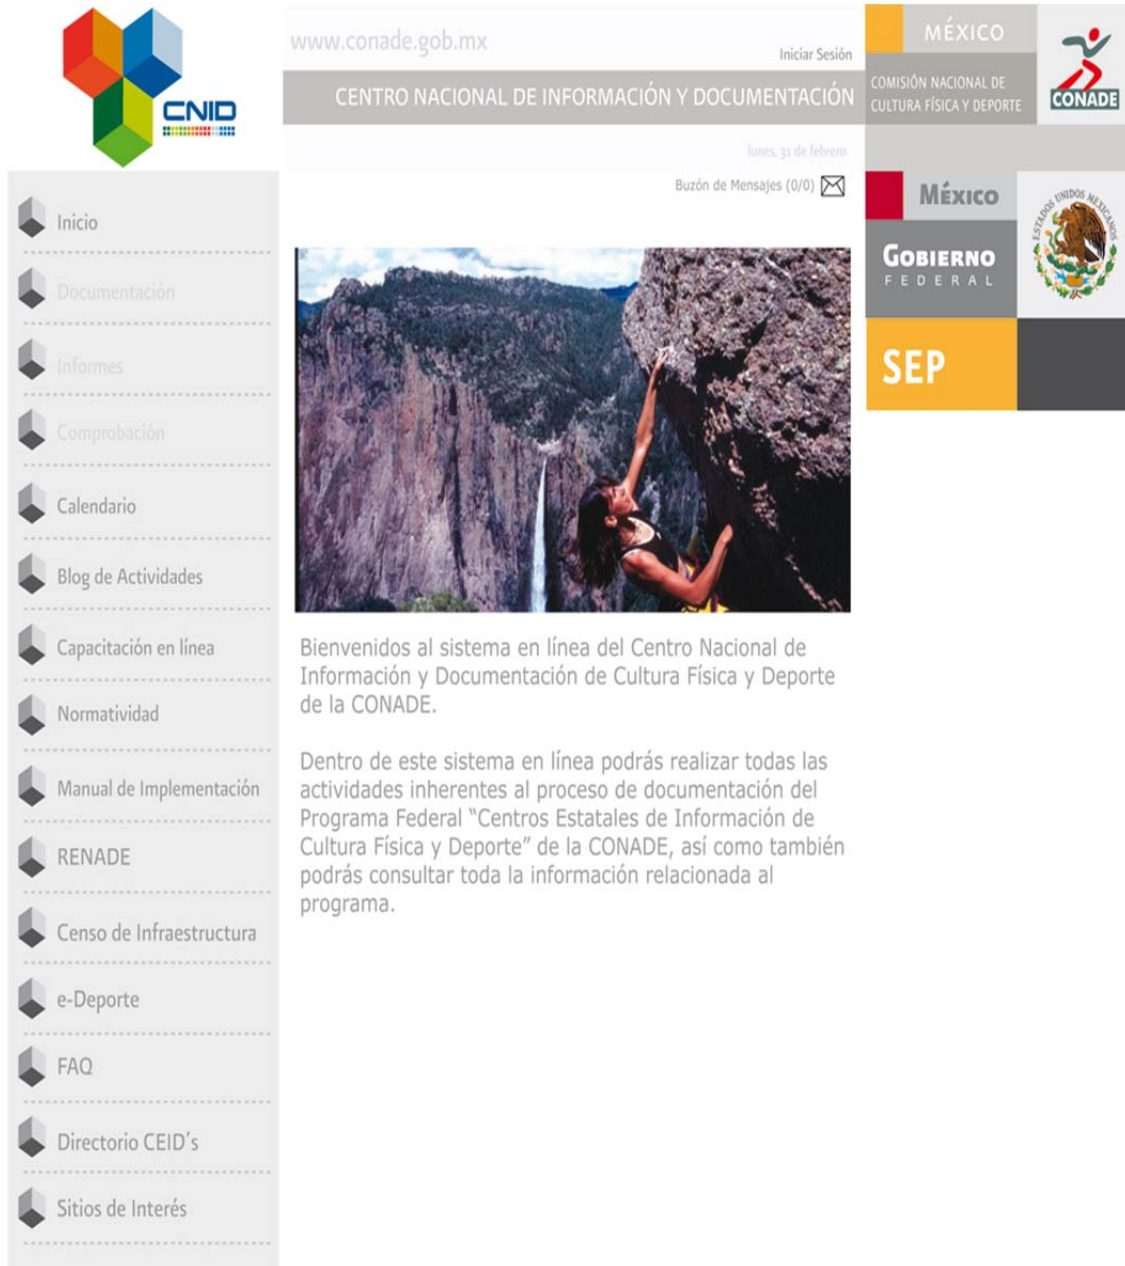 CNID
www.conade.gob.mx
Iniciar Sesión
CENTRO NACIONAL DE INFORMACIÓN Y DOCUMENTACIÓN
lunes, 31 de febrero
Buzón de Mensajes (0/0)
MÉXICO
COMISIÓN NACIONAL DE
CULTURA FÍSICA Y DEPORTE
CONADE
MÉXICO
GOBIERNO
FEDERAL
ESTADOS UNIDOS MEXICANOS
SEP
Inicio
Documentación
Informes
Comprobación
Calendario
Blog de Actividades
Capacitación en línea
Normatividad
Manual de Implementación
RENADE
Censo de Infraestructura
e-Deporte
FAQ
Directorio CEID´s
Sitios de Interés
Bienvenidos al sistema en línea del Centro Nacional de
Información y Documentación de Cultura Física y Deporte
de la CONADE.
Dentro de este sistema en línea podrás realizar todas las
actividades inherentes al proceso de documentación del
Programa Federal “Centros Estatales de Información de
Cultura Física y Deporte” de la CONADE, así como también
podrás consultar toda la información relacionada al
programa.